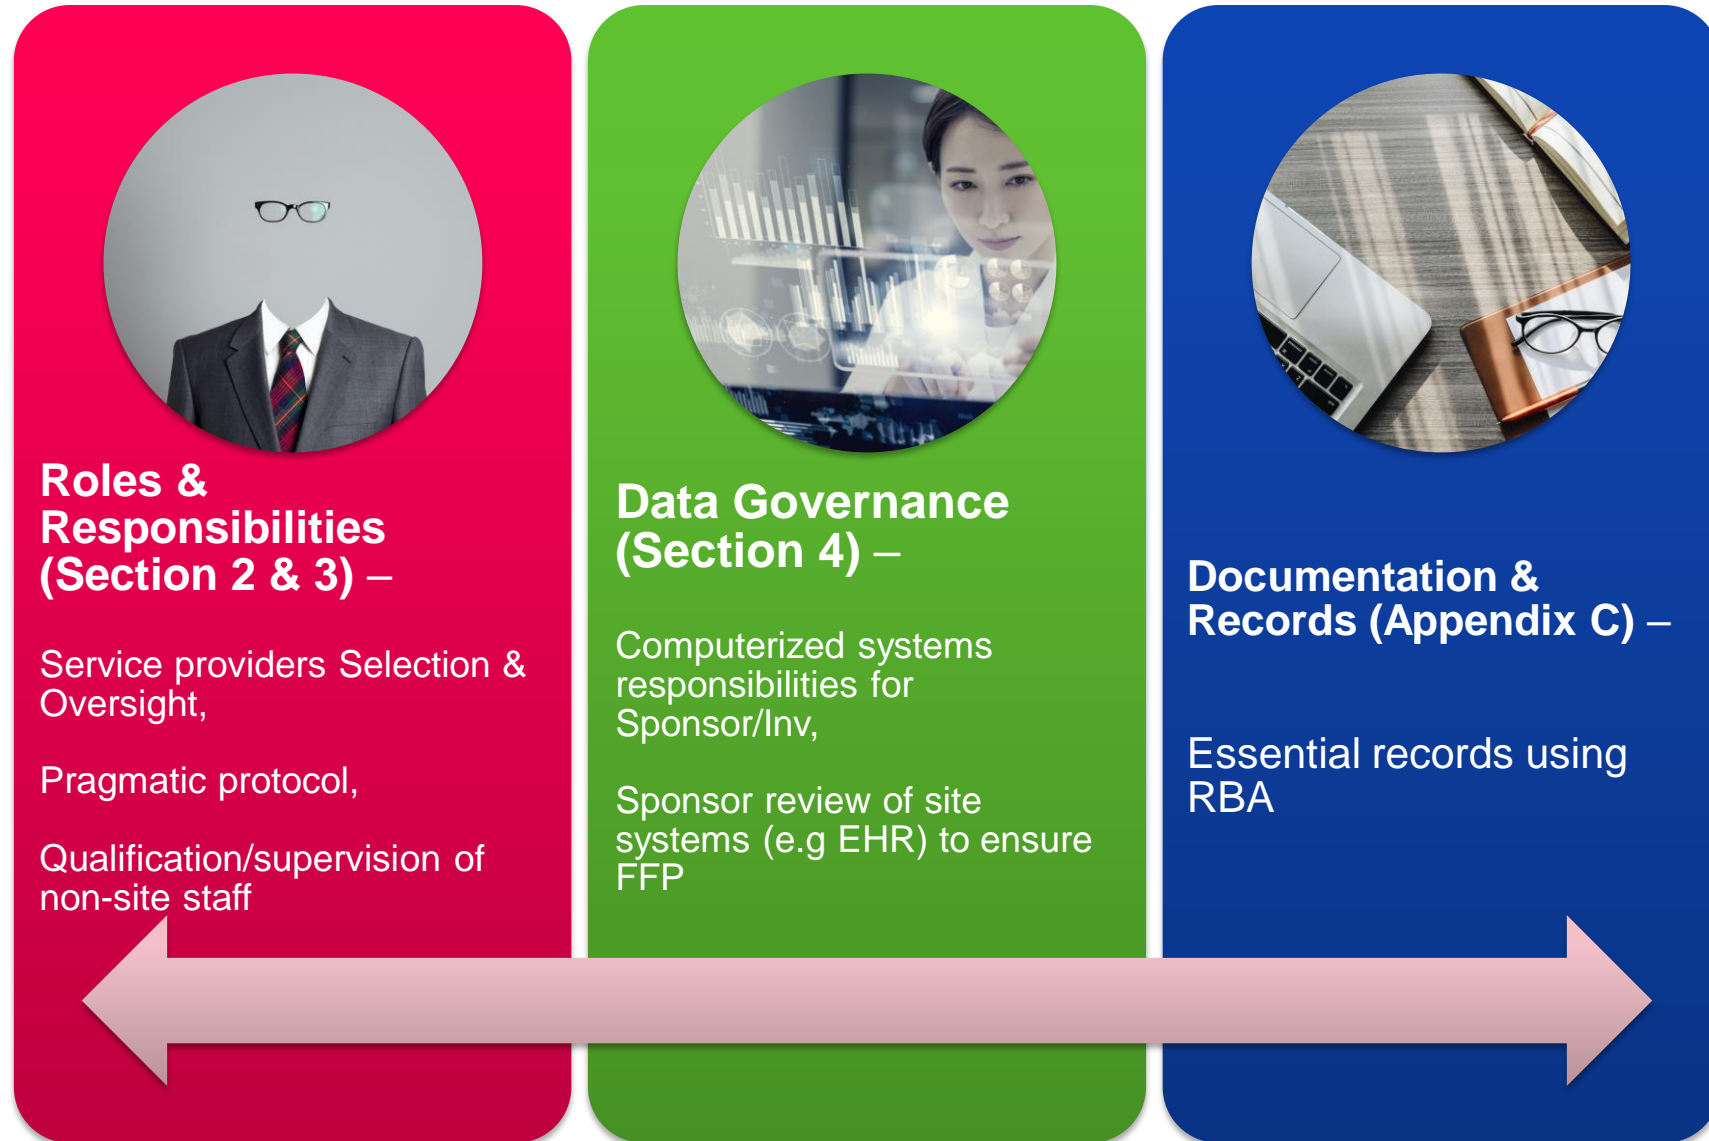 Roles &
Responsibilities
(Section 2 & 3) –
Service providers Selection &
Oversight,
Pragmatic protocol,
Qualification/supervision of
non-site staff
Data Governance
(Section 4) –
Computerized systems
responsibilities for
Sponsor/Inv,
Sponsor review of site
systems (e.g EHR) to ensure
FFP
Documentation &
Records (Appendix C) –
Essential records using
RBA